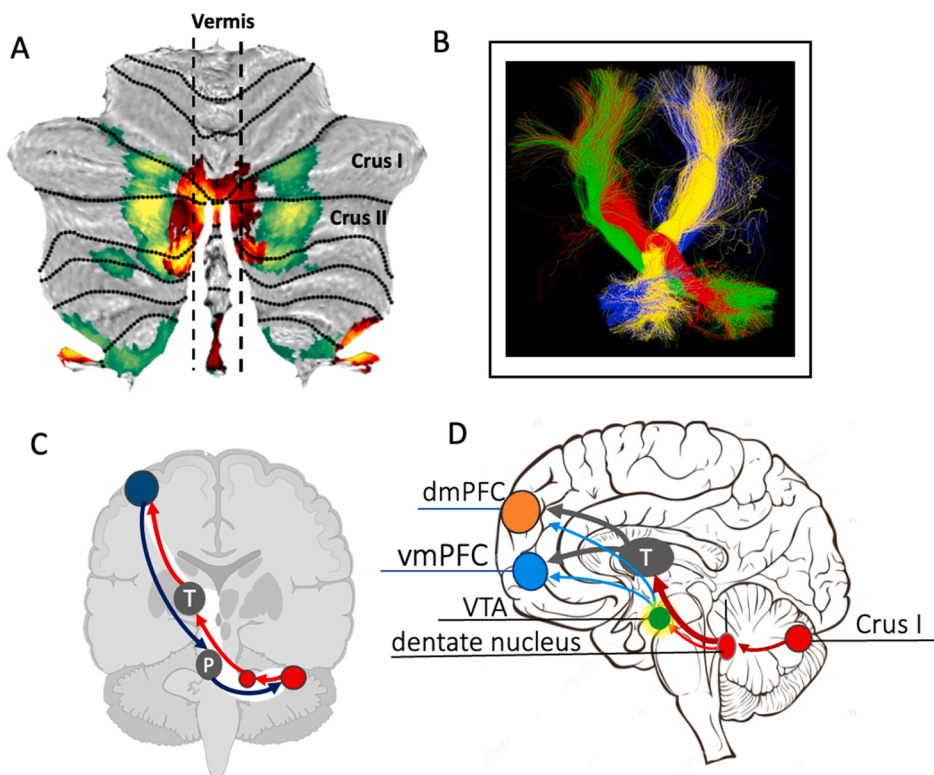 A
Vermis
Crus I
Crus II
B
C
T
P
D
dmPFC
vmPFC
T
VTA
dentate nucleus
Crus I